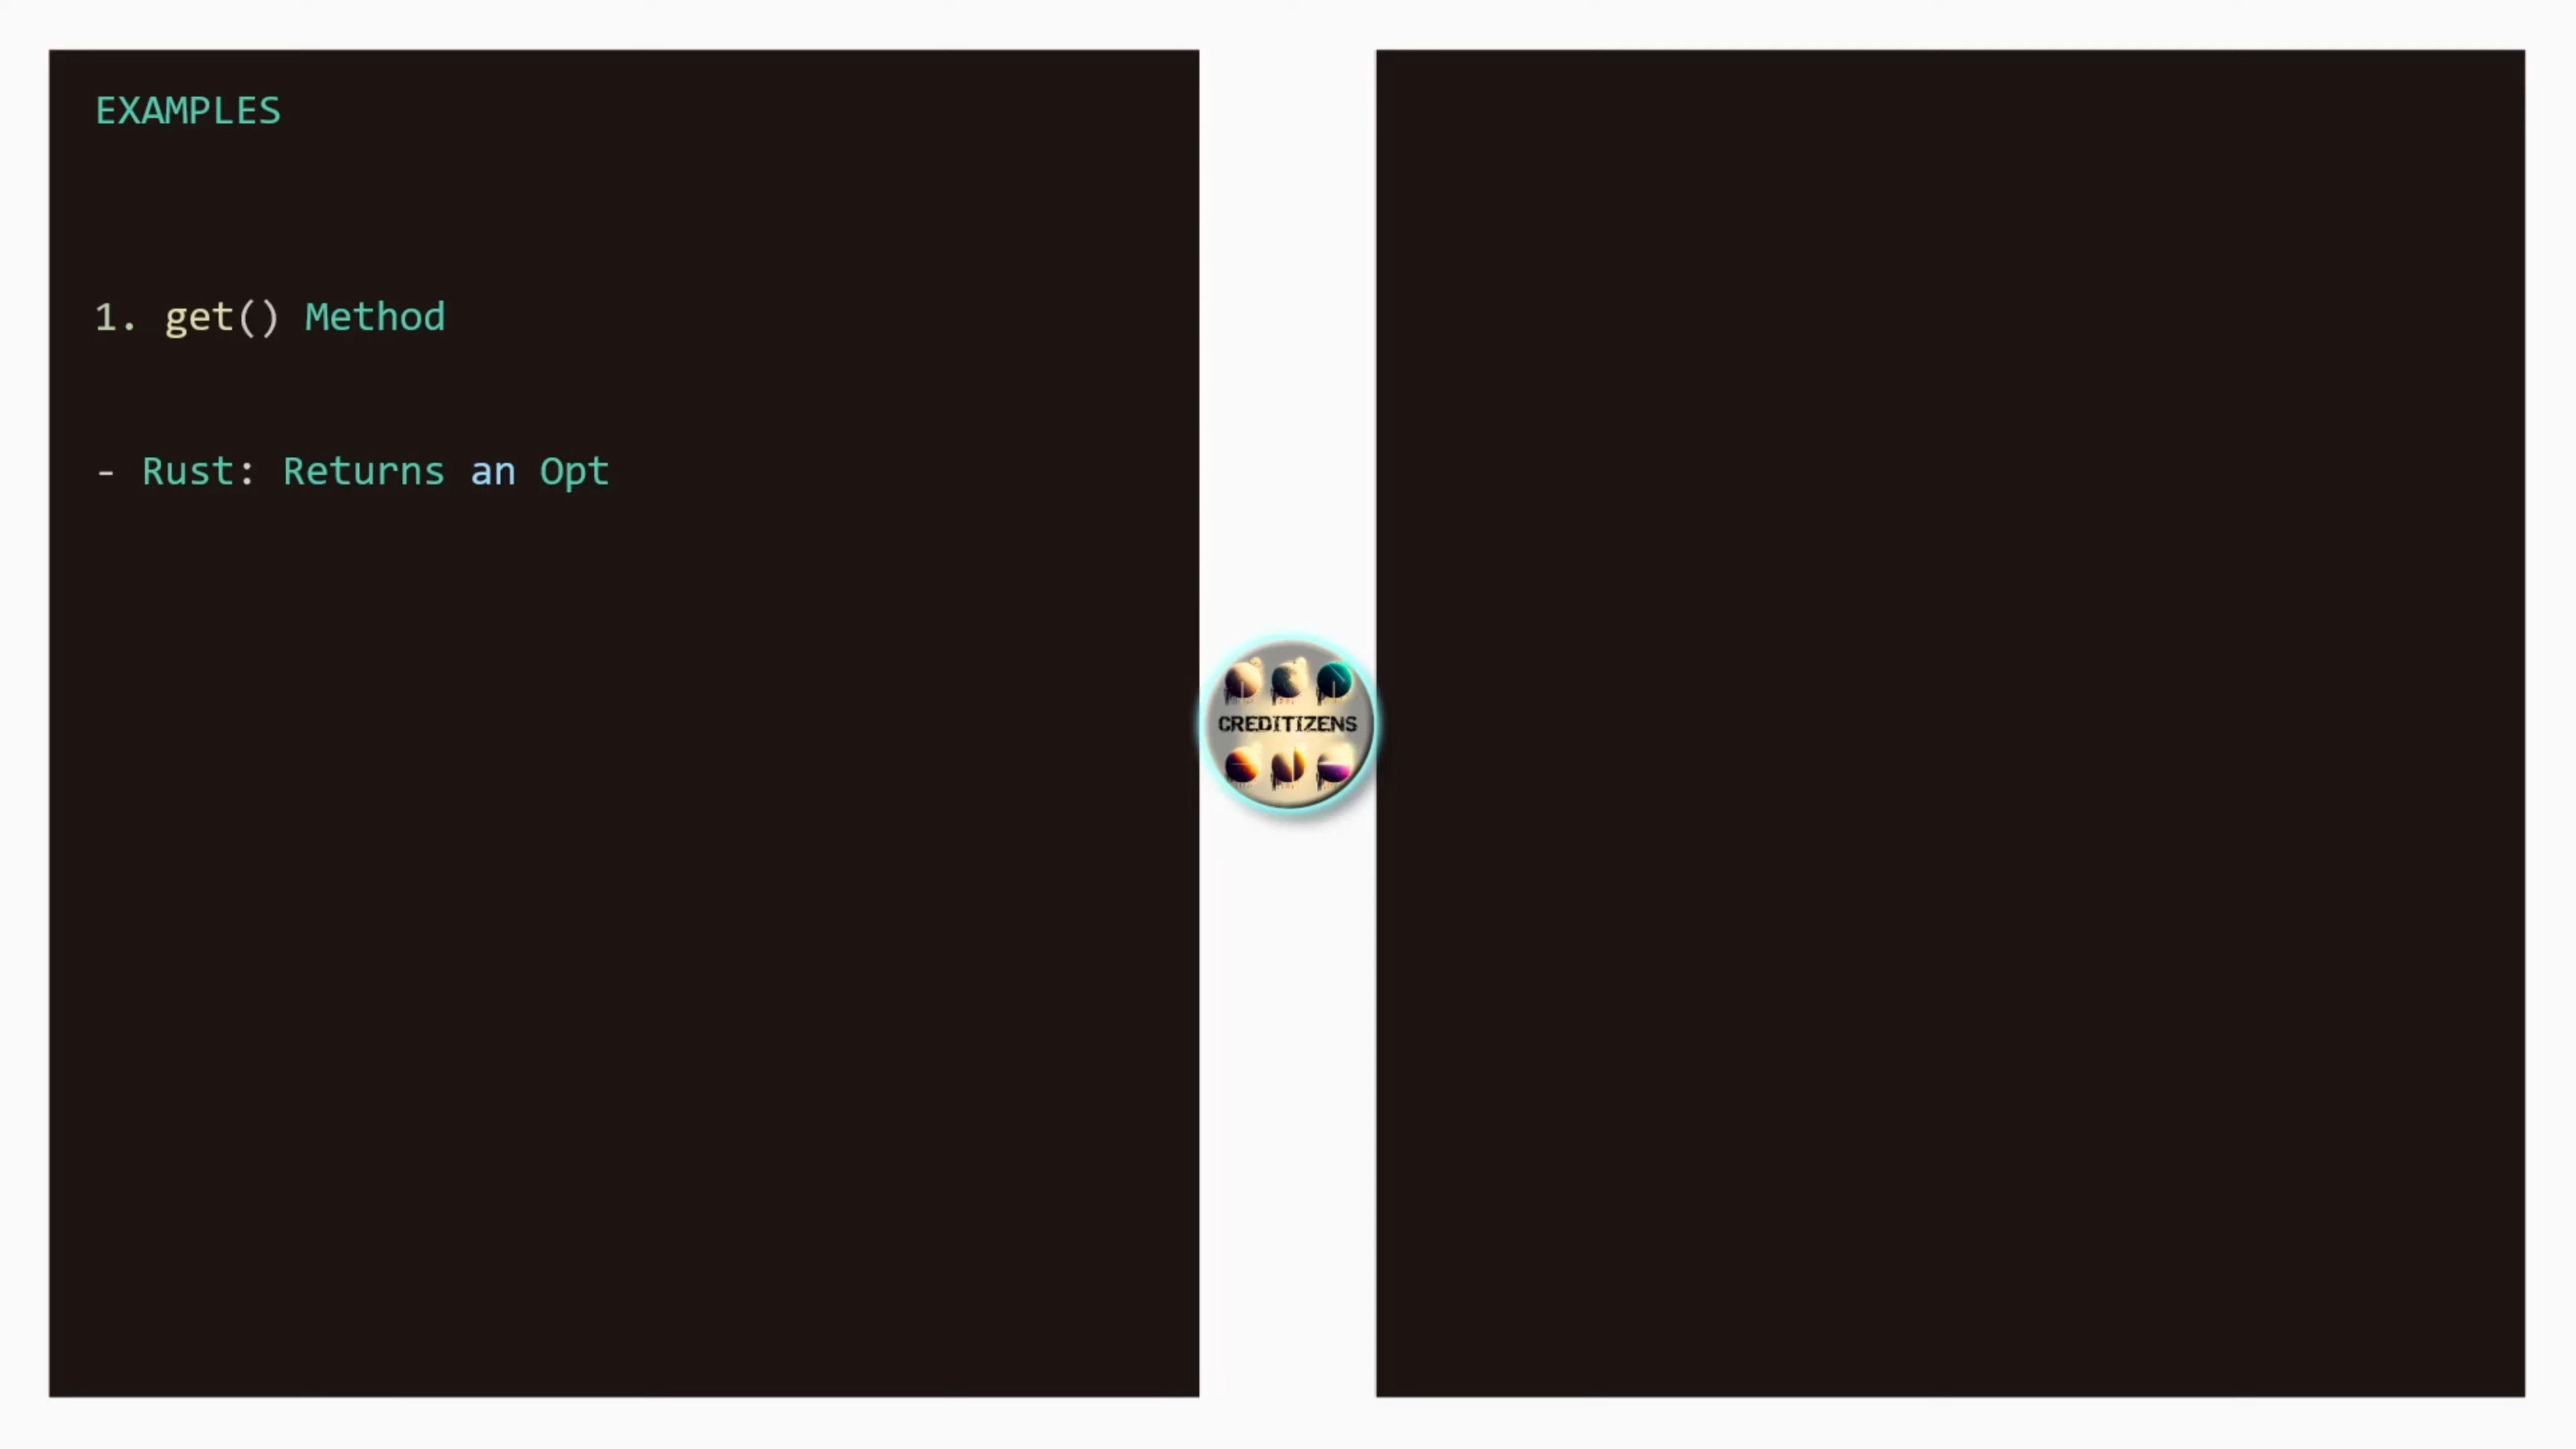 EXAMPLES
1. get() Method
- Rust: Returns an Opt
CREDITIZENS